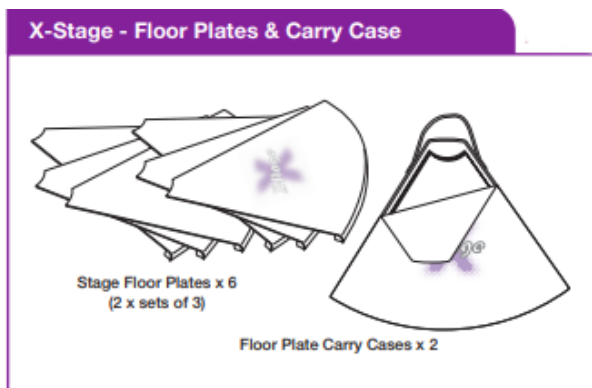 X-Stage - Floor Plates & Carry Case
Stage Floor Plates x 6
(2 x sets of 3)
Floor Plate Carry Cases x 2